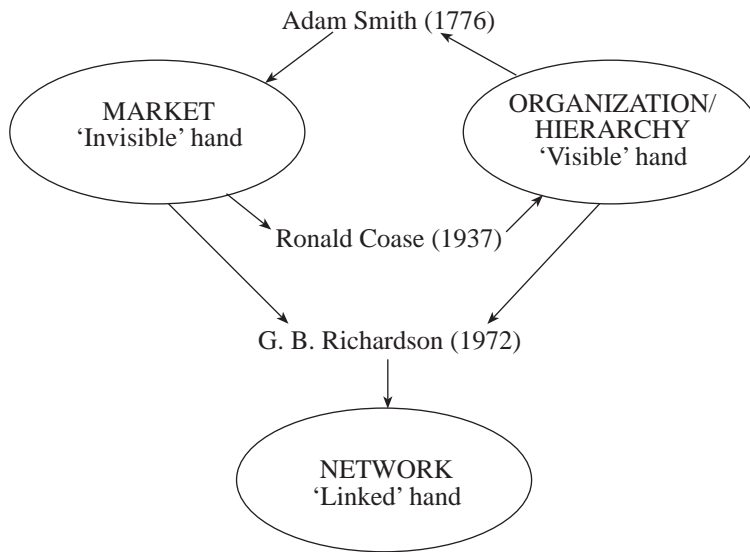 Adam Smith (1776)
MARKET
‘Invisible’ hand
ORGANIZATION/
HIERARCHY
‘Visible’ hand
Ronald Coase (1937)
G. B. Richardson (1972)
NETWORK
‘Linked’ hand